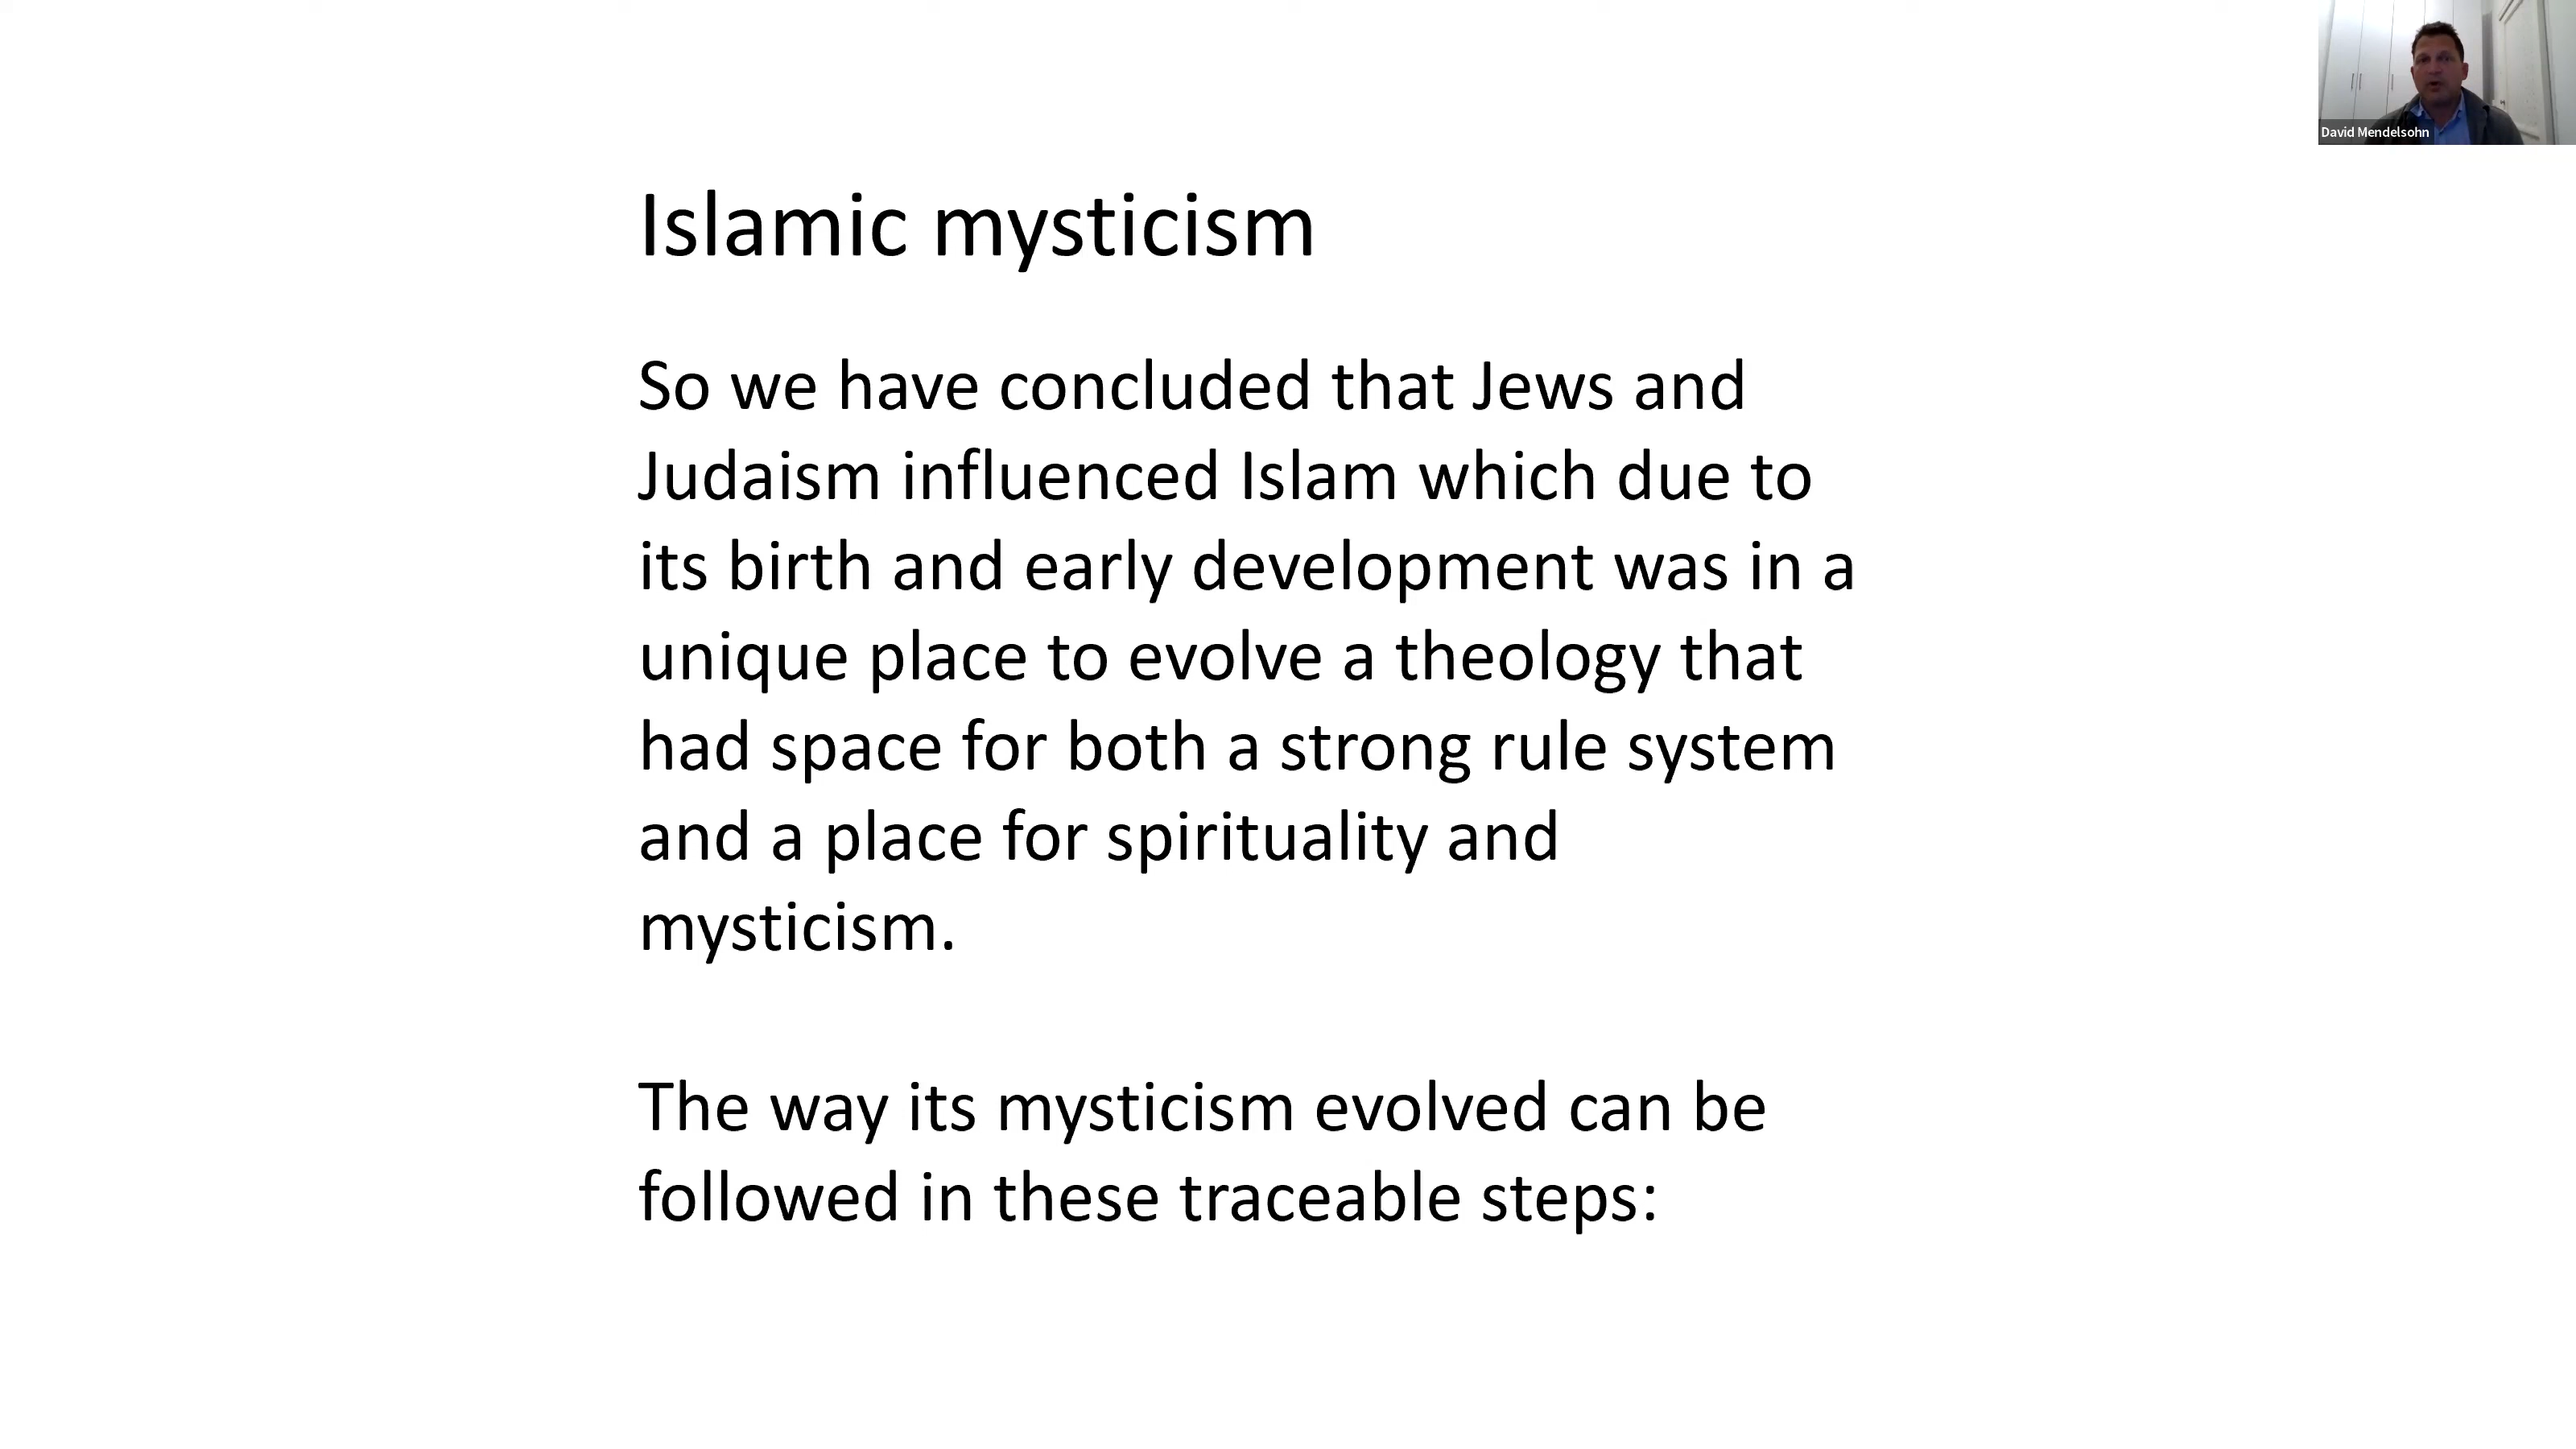 David Mendelsohn
Islamic mysticism
So we have concluded that Jews and
Judaism influenced Islam which due to
its birth and early development was in a
unique place to evolve a theology that
had space for both a strong rule system
and a place for spirituality and
mysticism.
The way its mysticism evolved can be
followed in these traceable steps: